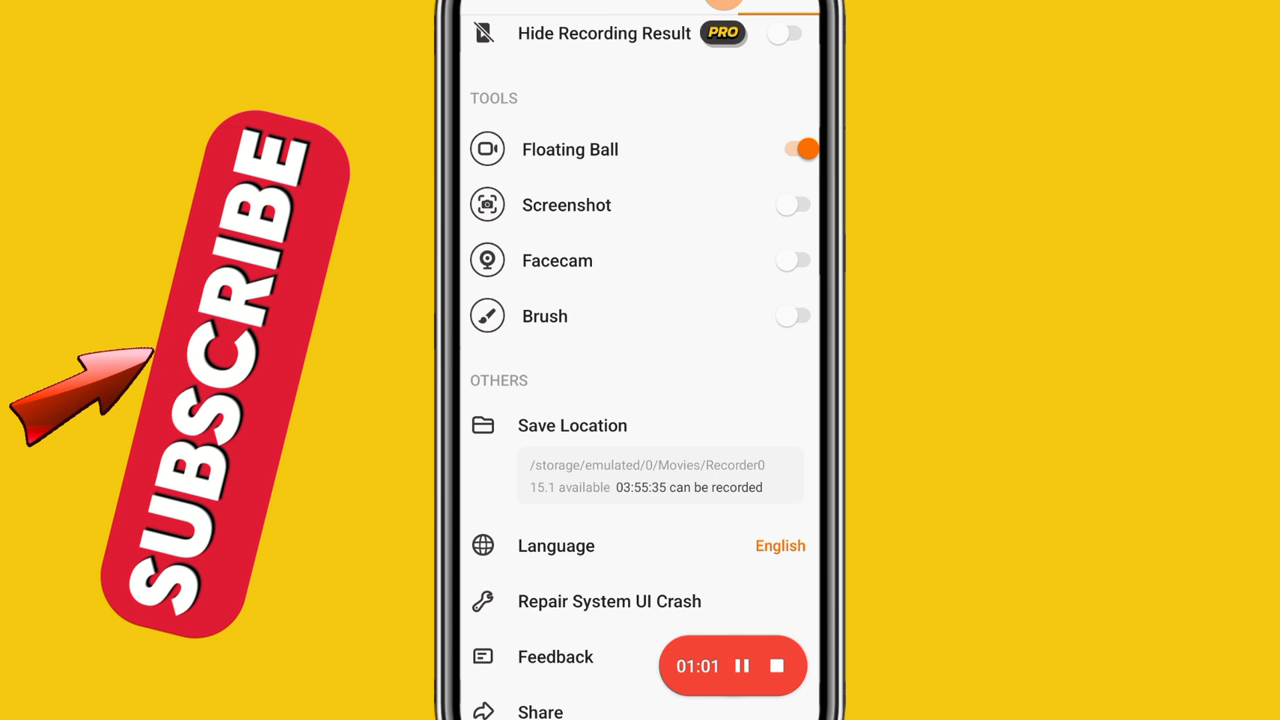 SUBSCRIBE
Hide Recording Result PRO
TOOLS
Floating Ball
Screenshot
Facecam
Brush
OTHERS
Save Location
/storage/emulated/0/Movies/Recorder0
15.1 available 03:55:35 can be recorded
Language English
Repair System UI Crash
Feedback
01:01
Share